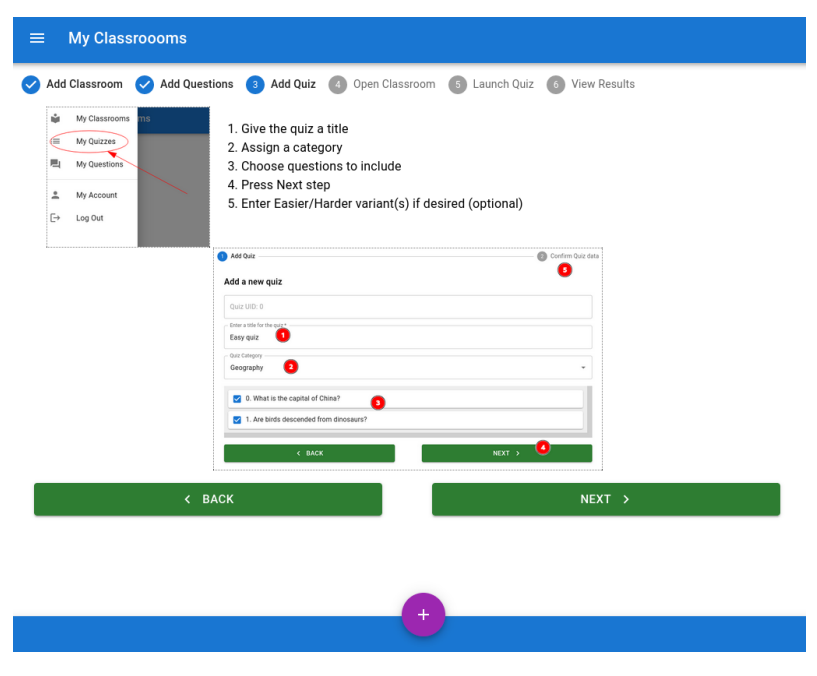 My Classroooms
Add Classroom
Add Questions
3 Add Quiz
4 Open Classroom
5 Launch Quiz
6 View Results
My Classrooms ms
My Quizzes
My Questions
My Account
Log Out
1. Give the quiz a title
2. Assign a category
3. Choose questions to include
4. Press Next step
5. Enter Easier/Harder variant(s) if desired (optional)
1 Add Quiz
2 Confirm Quiz data
5
Add a new quiz
Quiz UID: 0
Enter a title for the quiz *
Easy quiz 1
Quiz Category
Geography 2
0. What is the capital of China? 3
1. Are birds descended from dinosaurs?
BACK
NEXT 4
BACK
NEXT
+